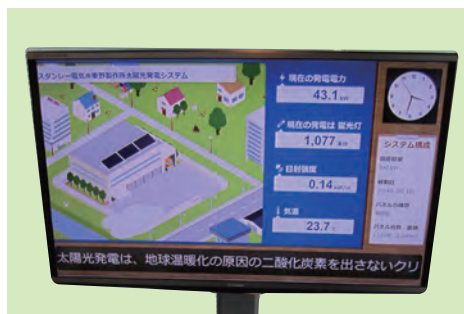 スタンレー電気㈱秦野製作所太陽光発電システム
現在の発電電力
43.1 kW
現在の発電は 蛍光灯
1,077
日射強度
0.14
気温
23.7
システム構成
太陽光発電は、地球温暖化の原因の二酸化炭素を出さないクリ